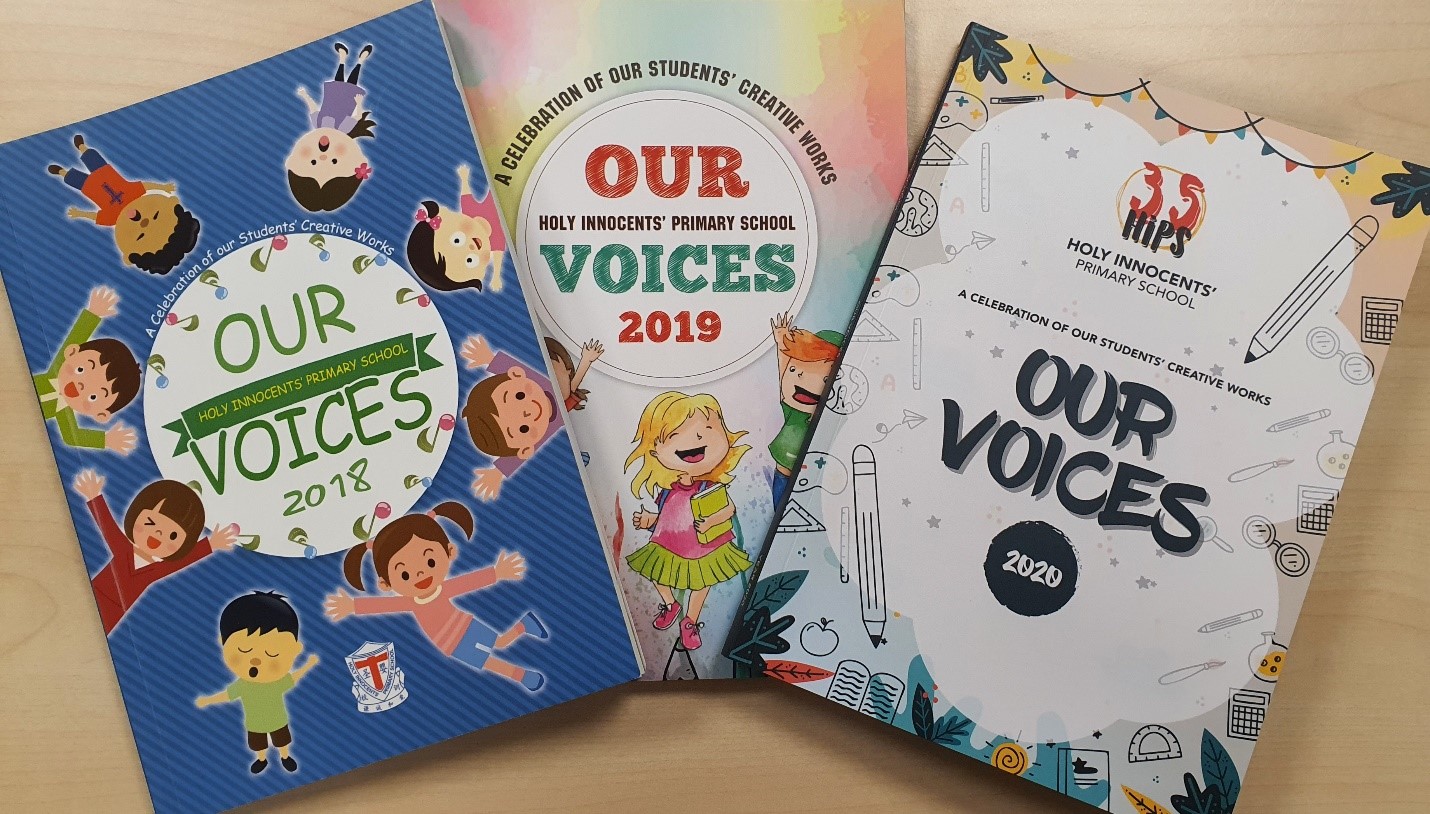 A Celebration of our Students' Creative Works
OUR
HOLY INNOCENTS' PRIMARY SCHOOL
VOICES
2018
A CELEBRATION OF OUR STUDENTS' CREATIVE WORKS
OUR
HOLY INNOCENTS' PRIMARY SCHOOL
VOICES
2019
35
HiPS
HOLY INNOCENTS'
PRIMARY SCHOOL
A CELEBRATION OF OUR STUDENTS' CREATIVE WORKS
OUR
VOICES
2020